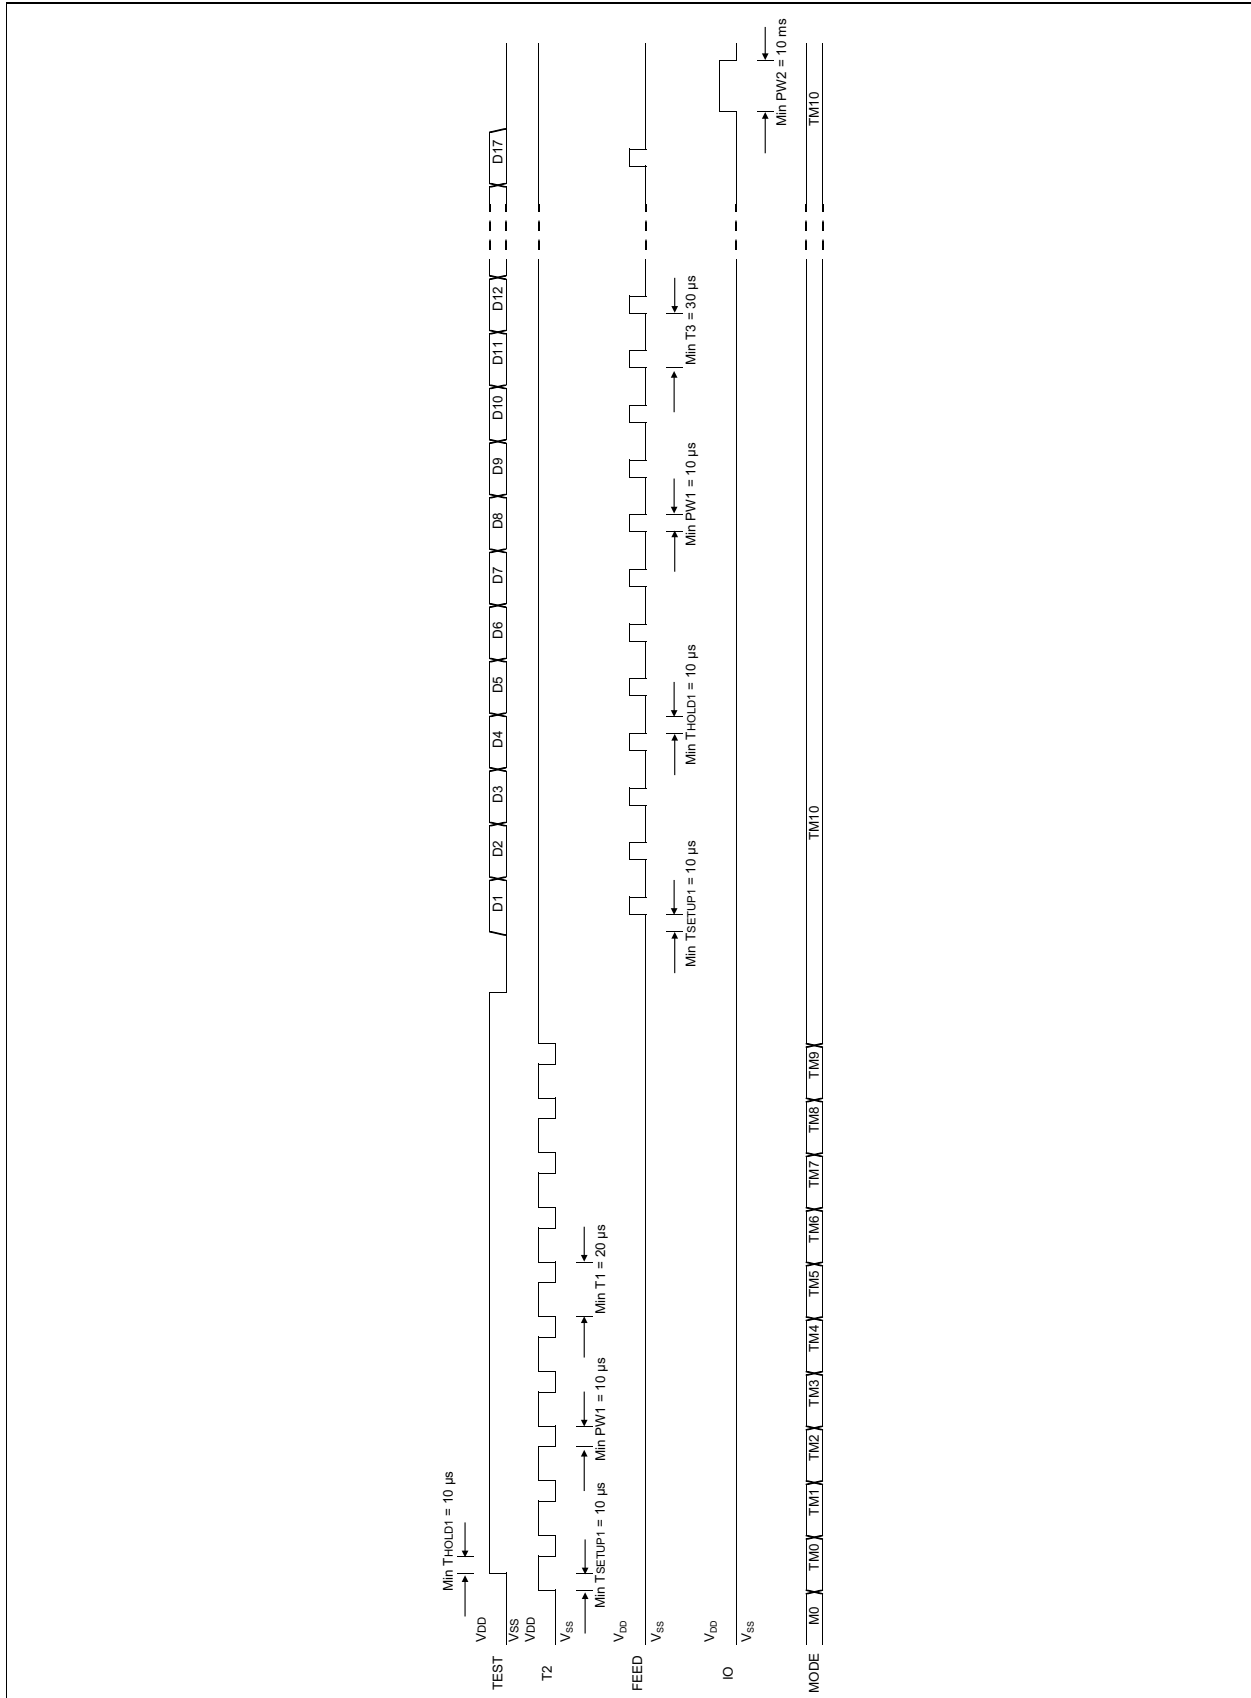 Min THOLD1 = 10 µs
VDD
VSS
TEST
D1 D2 D3 D4 D5 D6 D7 D8 D9 D10 D11 D12 D17
VDD
VSS
T2
Min TSETUP1 = 10 µs
Min PW1 = 10 µs
Min T1 = 20 µs
VDD
VSS
FEED
Min TSETUP1 = 10 µs
Min THOLD1 = 10 µs
Min PW1 = 10 µs
Min T3 = 30 µs
VDD
VSS
IO
Min PW2 = 10 ms
MODE
M0 TM0 TM1 TM2 TM3 TM4 TM5 TM6 TM7 TM8 TM9 TM10 TM10